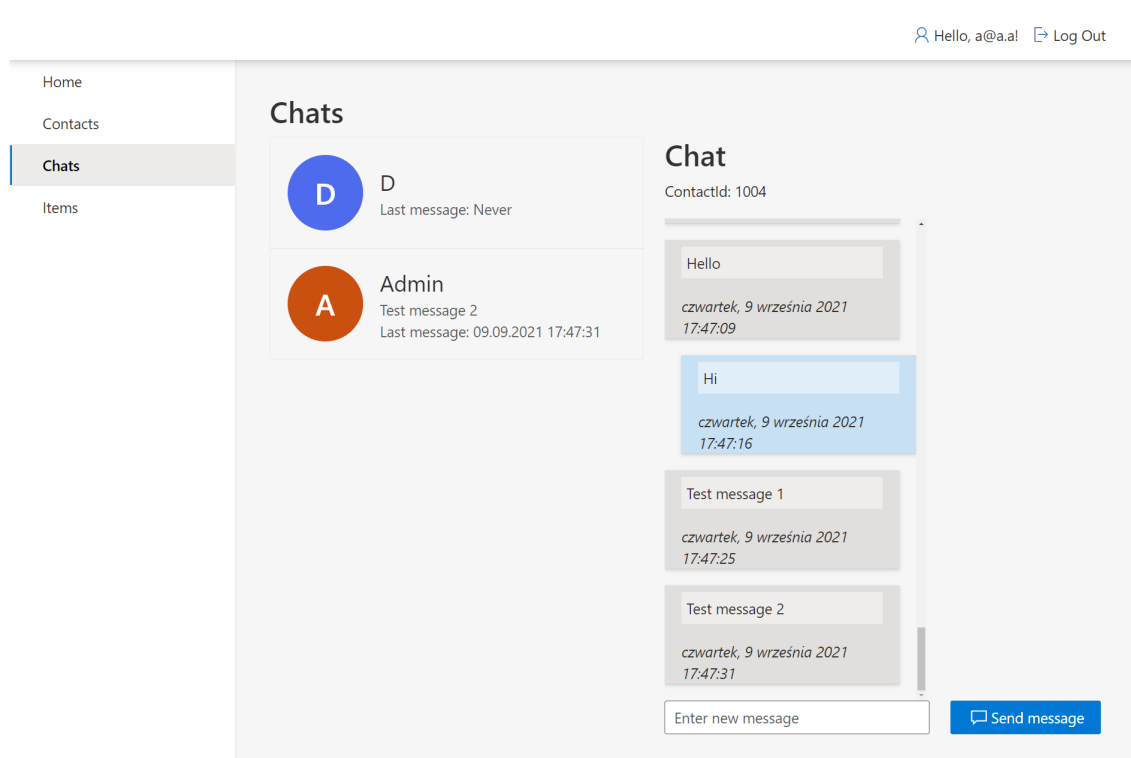 Hello, a@a.a! Log Out
Home
Contacts
Chats
Items
Chats
D
D
Last message: Never
A
Admin
Test message 2
Last message: 09.09.2021 17:47:31
Chat
ContactId: 1004
Hello
czwartek, 9 września 2021
17:47:09
Hi
czwartek, 9 września 2021
17:47:16
Test message 1
czwartek, 9 września 2021
17:47:25
Test message 2
czwartek, 9 września 2021
17:47:31
Enter new message
Send message